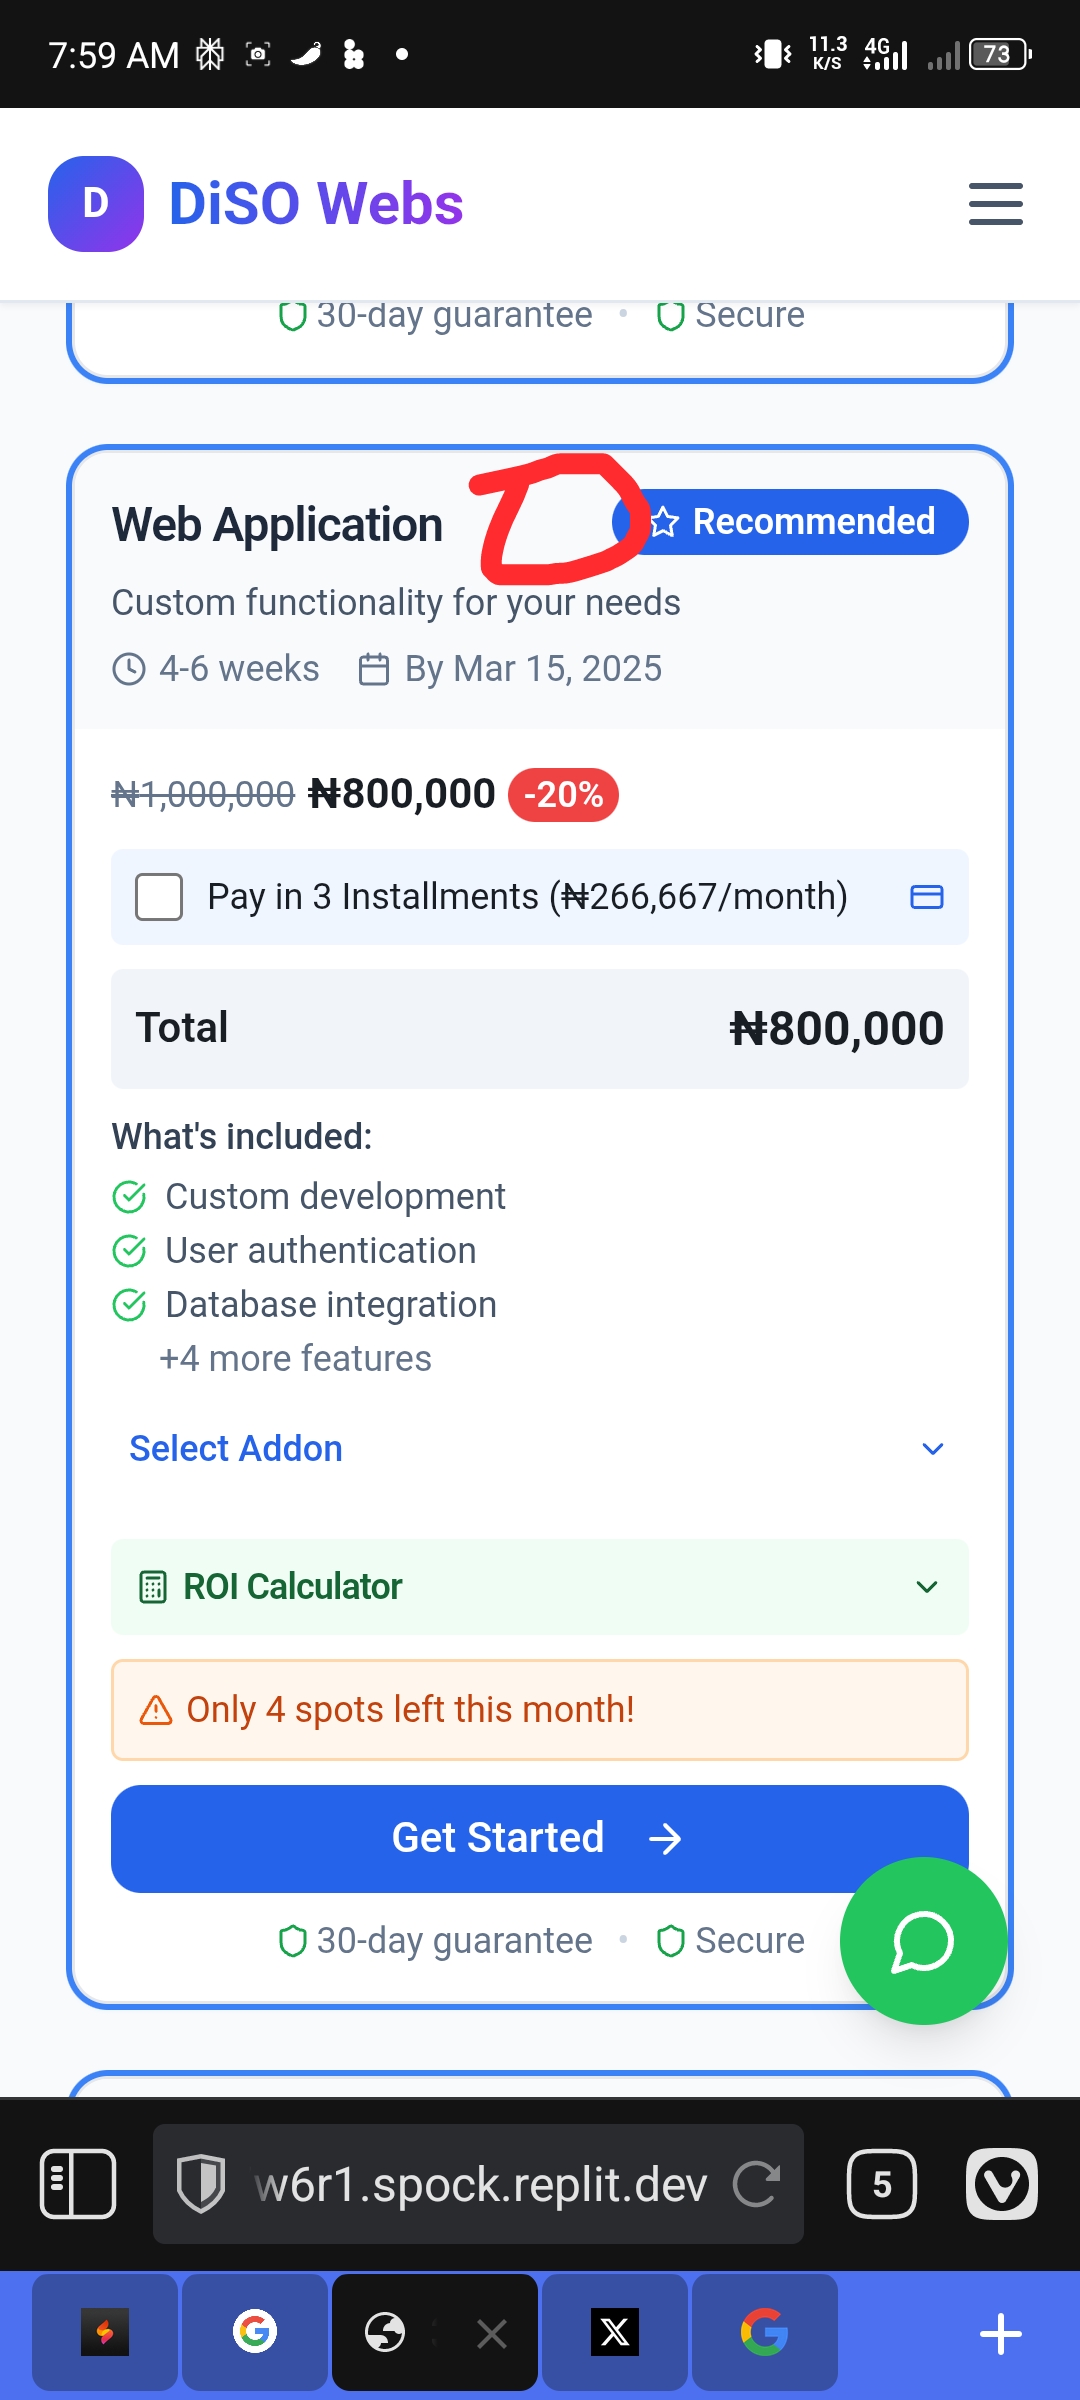 7:59 AM
11.3
K/S
4G
73
D
DiSO Webs
30-day guarantee • Secure
Web Application
Recommended
Custom functionality for your needs
4-6 weeks
By Mar 15, 2025
₦1,000,000 ₦800,000 -20%
Pay in 3 Installments (₦266,667/month)
Total
₦800,000
What's included:
Custom development
User authentication
Database integration
+4 more features
Select Addon
ROI Calculator
Only 4 spots left this month!
Get Started →
30-day guarantee • Secure
w6r1.spock.replit.dev
5